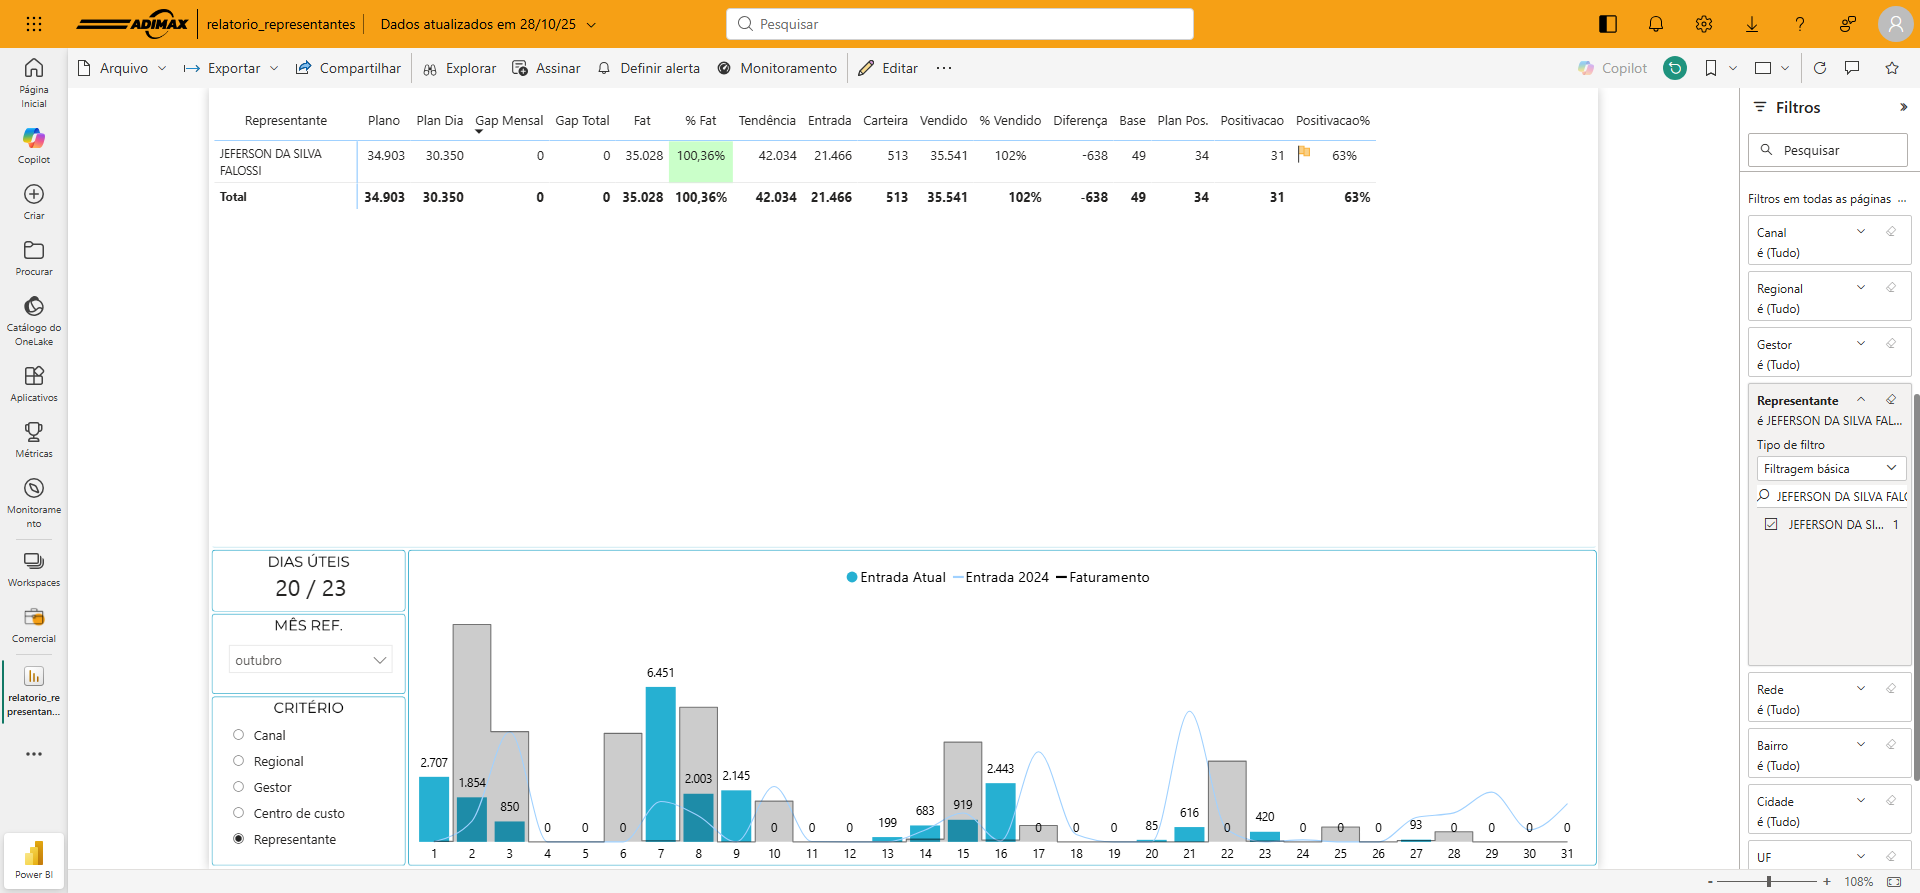 ADIMAX
relatorio_representantes
Dados atualizados em 28/10/25
Pesquisar
Arquivo
Exportar
Compartilhar
Explorar
Assinar
Definir alerta
Monitoramento
Editar
...
Copilot
Página
Inicial
Copilot
Criar
Procurar
Catálogo do
OneLake
Aplicativos
Métricas
Monitorame
nto
Workspaces
Comercial
relatorio_re
presentan...
Power BI
Representante Plano Plan Dia Gap Mensal Gap Total Fat % Fat Tendência Entrada Carteira Vendido % Vendido Diferença Base Plan Pos. Positivacao Positivacao%
JEFERSON DA SILVA
FALOSSI
34.903 30.350 0 0 35.028 100,36% 42.034 21.466 513 35.541 102% -638 49 34 31 63%
Total 34.903 30.350 0 0 35.028 100,36% 42.034 21.466 513 35.541 102% -638 49 34 31 63%
DIAS ÚTEIS
20 / 23
MÊS REF.
outubro
CRITÉRIO
Canal
Regional
Gestor
Centro de custo
Representante
Entrada Atual Entrada 2024 Faturamento
2.707 1.854 850 0 0 0 6.451 2.003 2.145 0 0 0 199 683 919 2.443 0 0 0 85 616 0 420 0 0 0 93 0 0 0 0
1 2 3 4 5 6 7 8 9 10 11 12 13 14 15 16 17 18 19 20 21 22 23 24 25 26 27 28 29 30 31
Filtros
Pesquisar
Filtros em todas as páginas ...
Canal
é (Tudo)
Regional
é (Tudo)
Gestor
é (Tudo)
Representante
é JEFERSON DA SILVA FAL...
Tipo de filtro
Filtragem básica
JEFERSON DA SILVA FALO
JEFERSON DA SI... 1
Rede
é (Tudo)
Bairro
é (Tudo)
Cidade
é (Tudo)
UF
- + 108%